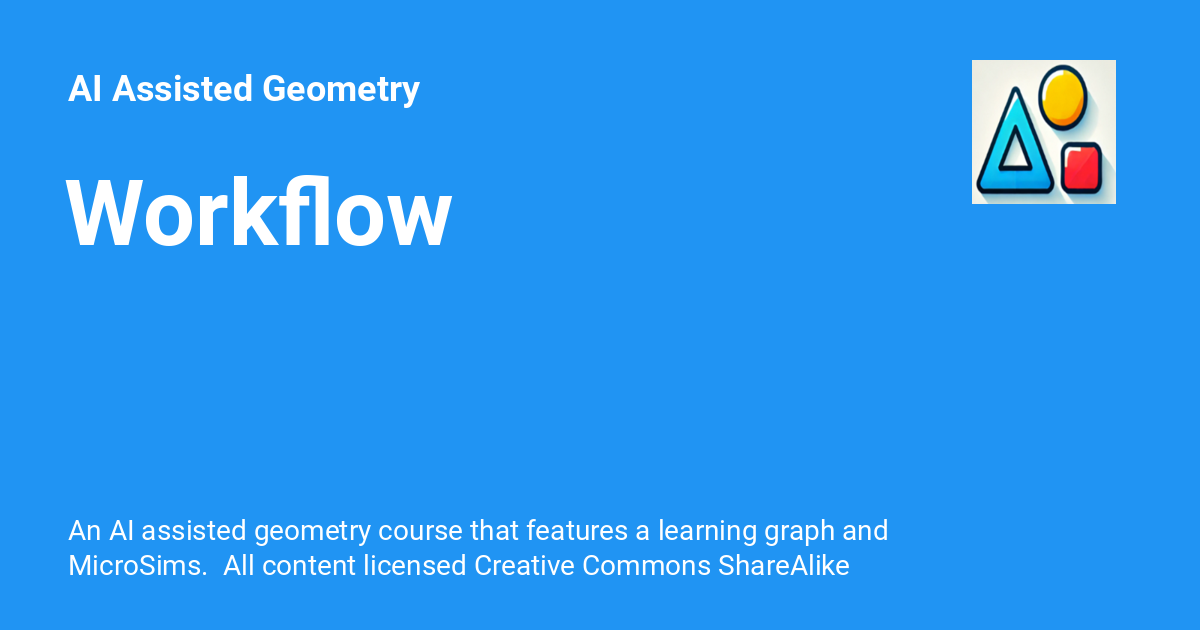 AI Assisted Geometry
Workflow
An AI assisted geometry course that features a learning graph and
MicroSims.  All content licensed Creative Commons ShareAlike